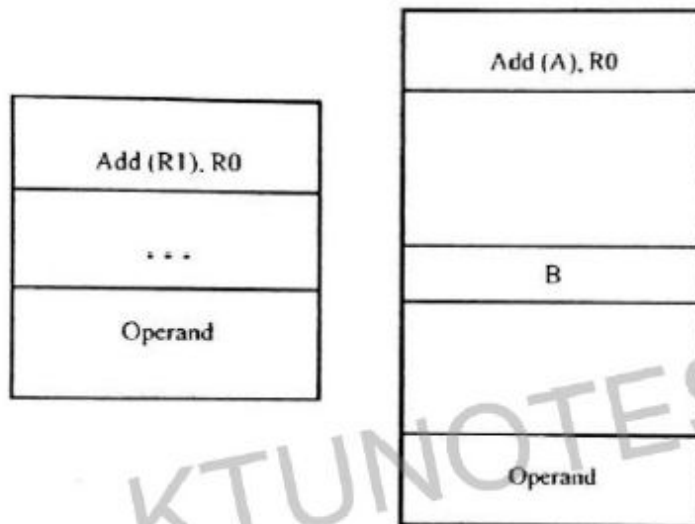 Add (R1), R0
. . .
Operand
Add (A), R0
B
Operand
KTUNOTES